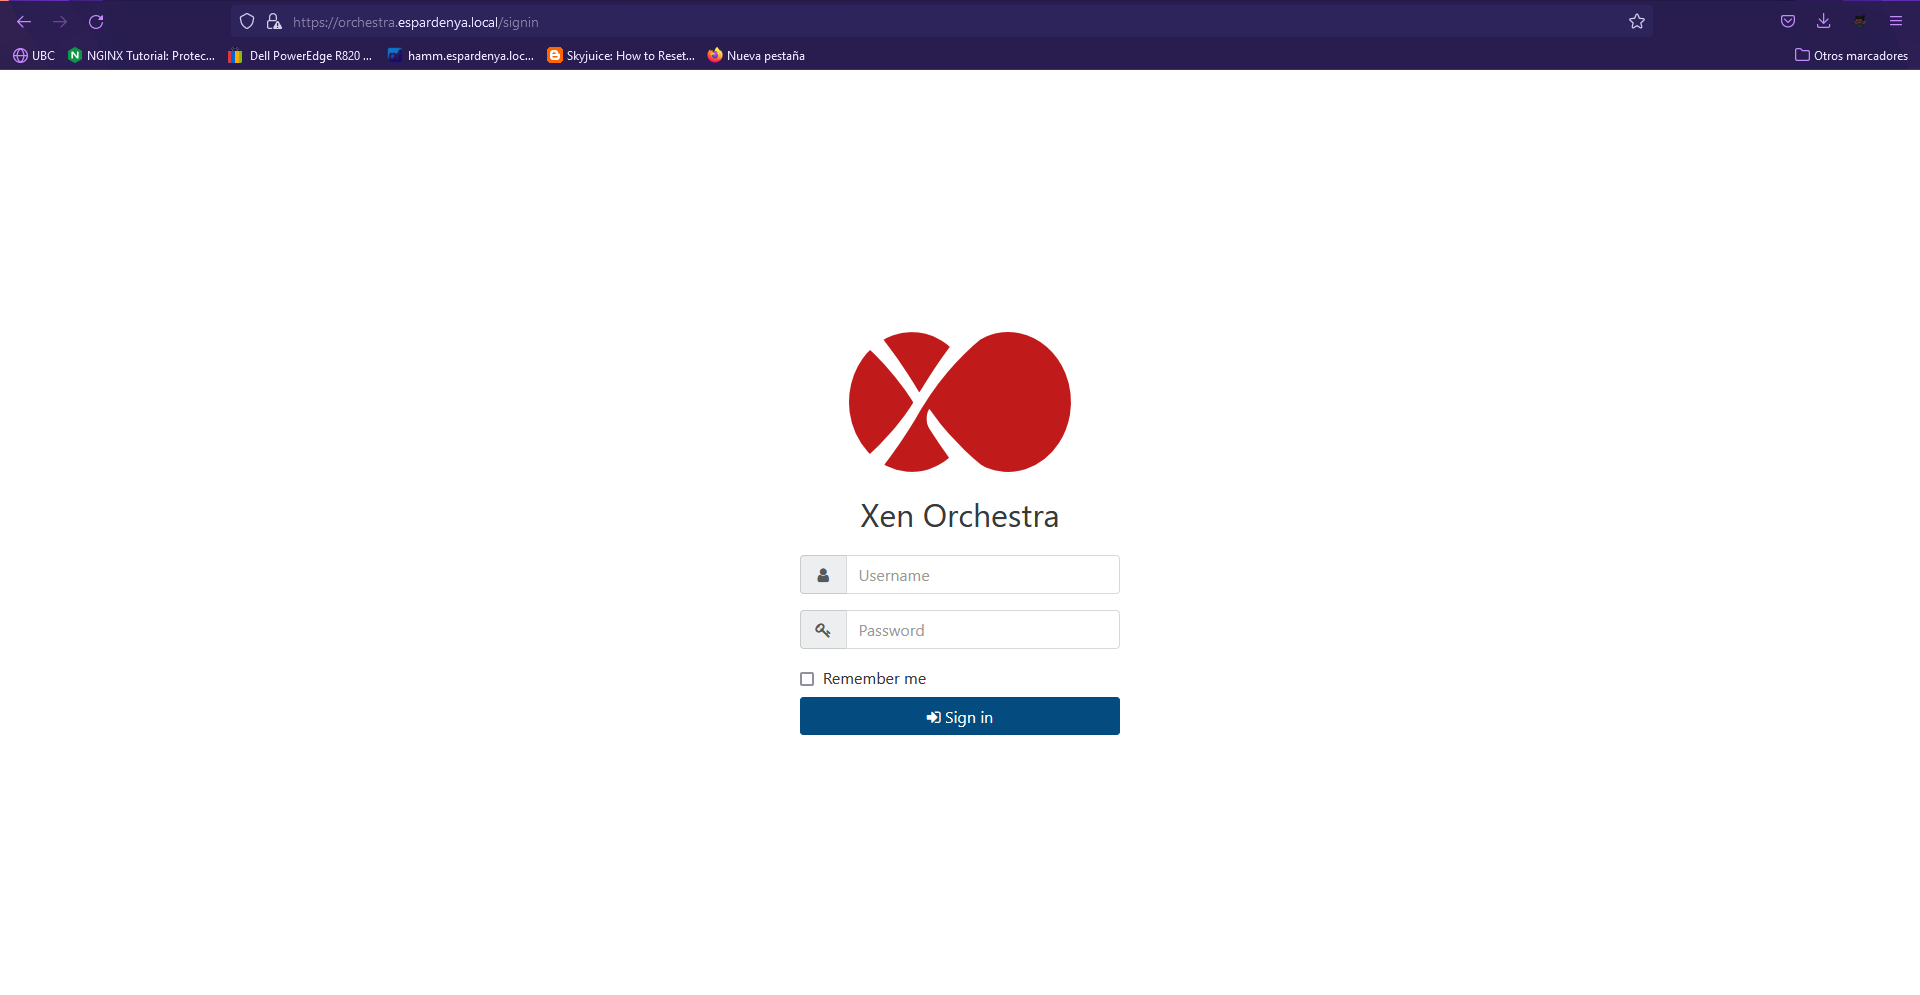 https://orchestra.espardenya.local/signin
UBC NGINX Tutorial: Protec... Dell PowerEdge R820 ... hamm.espardenya.loc... Skyjuice: How to Reset... Nueva pestaña Otros marcadores
Xen Orchestra
Username
Password
Remember me
Sign in